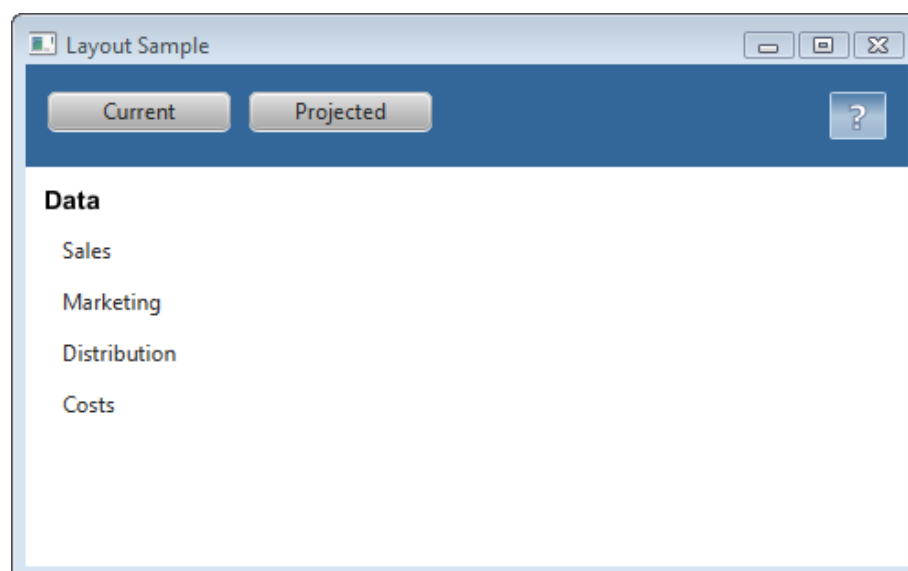 Layout Sample
Current Projected ?
Data
Sales
Marketing
Distribution
Costs